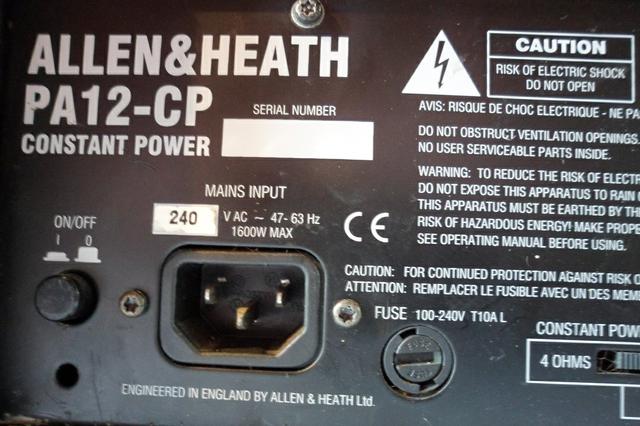 ALLEN&HEATH
PA12-CP
CONSTANT POWER
SERIAL NUMBER
CAUTION
RISK OF ELECTRIC SHOCK
DO NOT OPEN
AVIS: RISQUE DE CHOC ELECTRIQUE - NE PA
DO NOT OBSTRUCT VENTILATION OPENINGS.
NO USER SERVICEABLE PARTS INSIDE.
WARNING: TO REDUCE THE RISK OF ELECTR
DO NOT EXPOSE THIS APPARATUS TO RAIN
THIS APPARATUS MUST BE EARTHED BY TH
RISK OF HAZARDOUS ENERGY! MAKE PROPE
SEE OPERATING MANUAL BEFORE USING.
MAINS INPUT
240 V AC ~ 47- 63 Hz
1600W MAX
CE
ON/OFF
I 0
CAUTION: FOR CONTINUED PROTECTION AGAINST RISK O
ATTENTION: REMPLACER LE FUSIBLE AVEC UN DES MEM
FUSE 100-240V T10A L
CONSTANT POW
4 OHMS
ENGINEERED IN ENGLAND BY ALLEN & HEATH Ltd.